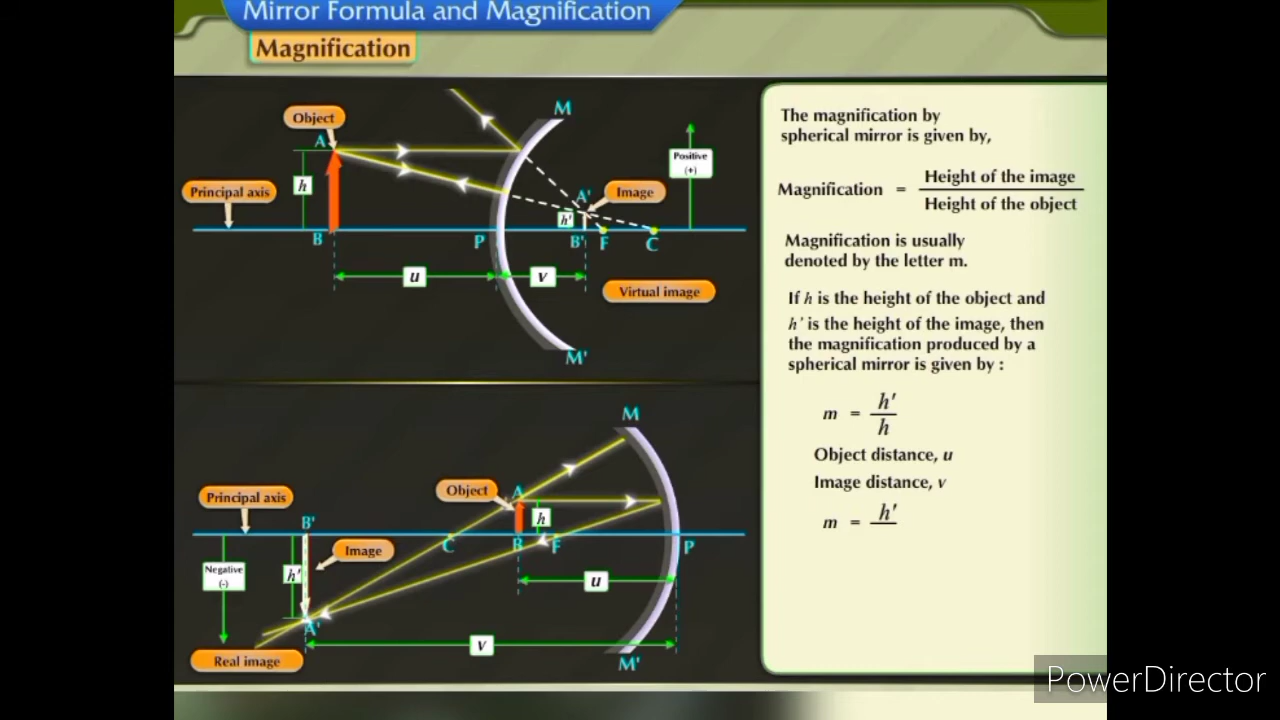 Mirror Formula and Magnification
Magnification
Object
M
A
Positive
(+)
Principal axis
h
A'
Image
h'
B
P
B'
F
C
u
v
Virtual image
M'
M
Object
A
Principal axis
B'
h
Image
C
B
F
P
Negative
(-)
h'
u
A'
v
Real image
M'
The magnification by
spherical mirror is given by,
Magnification = Height of the image
Height of the object
Magnification is usually
denoted by the letter m.
If h is the height of the object and
h' is the height of the image, then
the magnification produced by a
spherical mirror is given by :
m = h'
h
Object distance, u
Image distance, v
m = h'
PowerDirector